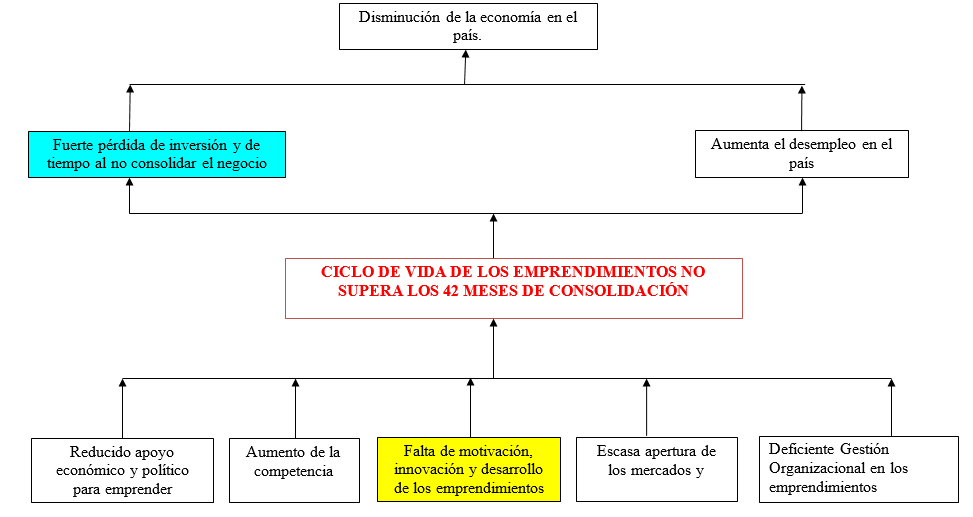 Disminución de la economía en el
país.
Fuerte pérdida de inversión y de
tiempo al no consolidar el negocio
Aumenta el desempleo en el
país
CICLO DE VIDA DE LOS EMPRENDIMIENTOS NO
SUPERA LOS 42 MESES DE CONSOLIDACIÓN
Reducido apoyo
económico y político
para emprender
Aumento de la
competencia
Falta de motivación,
innovación y desarrollo
de los emprendimientos
Escasa apertura de
los mercados y
Deficiente Gestión
Organizacional en los
emprendimientos